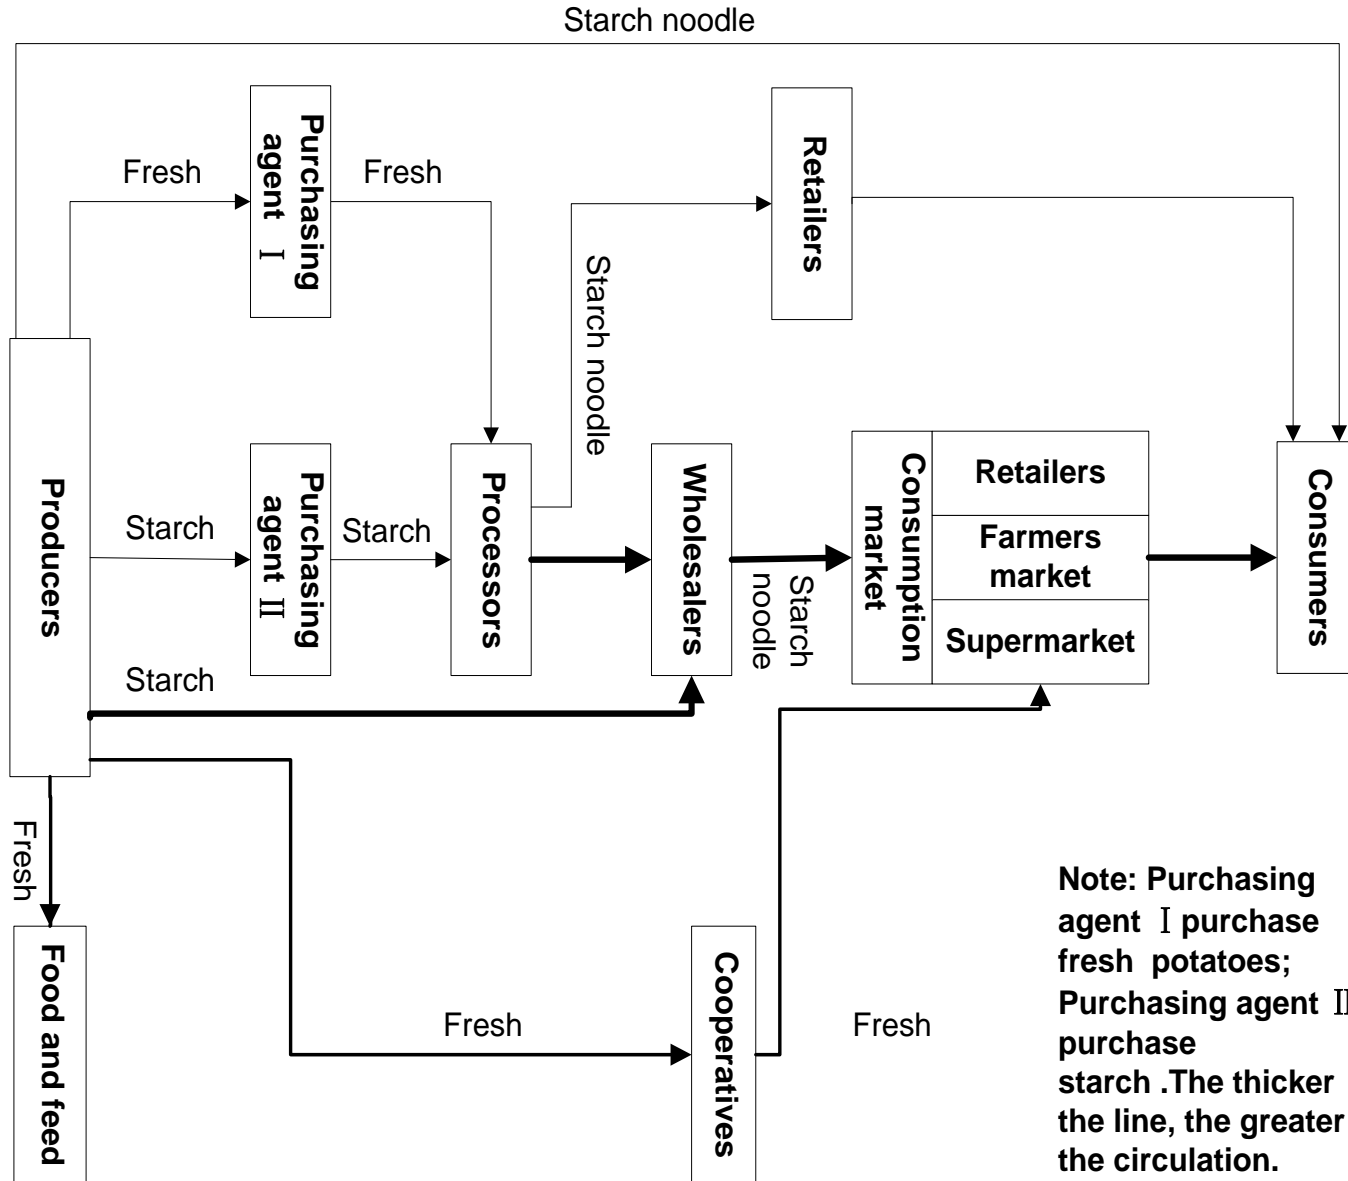 Starch noodle
Purchasing
agent Ⅰ
Retailers
Fresh
Fresh
Starch noodle
Producers
Purchasing
agent Ⅱ
Processors
Wholesalers
Consumption
market
Retailers
Farmers
market
Supermarket
Consumers
Starch
Starch
Starch
noodle
Starch
Fresh
Food and feed
Fresh
Cooperatives
Fresh
Note: Purchasing
agent Ⅰ purchase
fresh potatoes;
Purchasing agent Ⅱ
purchase
starch .The thicker
the line, the greater
the circulation.